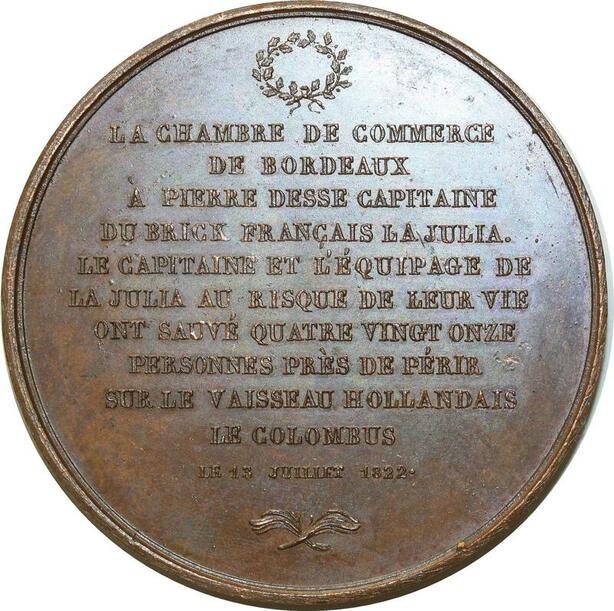 LA CHAMBRE DE COMMERCE
DE BORDEAUX
À PIERRE DESSE CAPITAINE
DU BRICK FRANÇAIS LA JULIA.
LE CAPITAINE ET L'ÉQUIPAGE DE
LA JULIA AU RISQUE DE LEUR VIE
ONT SAUVÉ QUATRE VINGT ONZE
PERSONNES PRÈS DE PÉRIR
SUR LE VAISSEAU HOLLANDAIS
LE COLOMBUS
LE 13 JUILLET 1822.